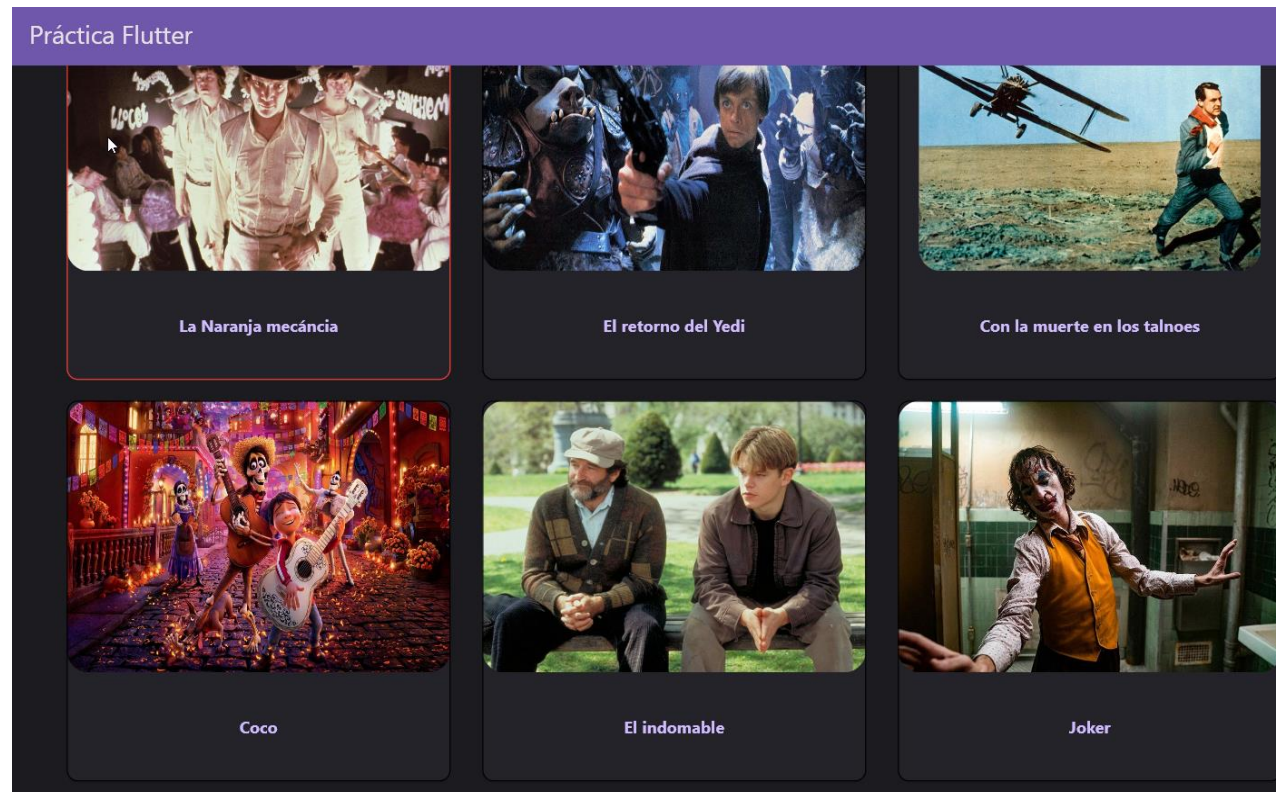 Práctica Flutter
La Naranja mecáncia
El retorno del Yedi
Con la muerte en los talnoes
Coco
El indomable
Joker